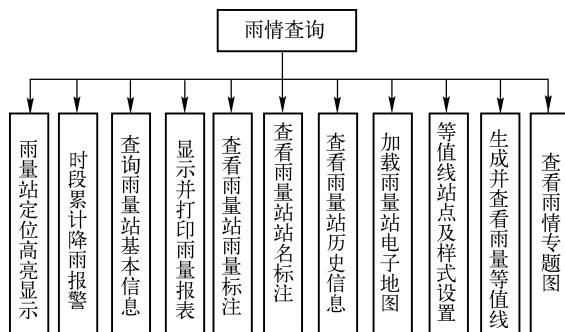 雨情查询
雨量站定位高亮显示
时段累计降雨报警
查询雨量站基本信息
显示并打印雨量报表
查看雨量站雨量标注
查看雨量站站名标注
查看雨量站历史信息
加载雨量站电子地图
等值线站点及样式设置
生成并查看雨量等值线
查看雨情专题图